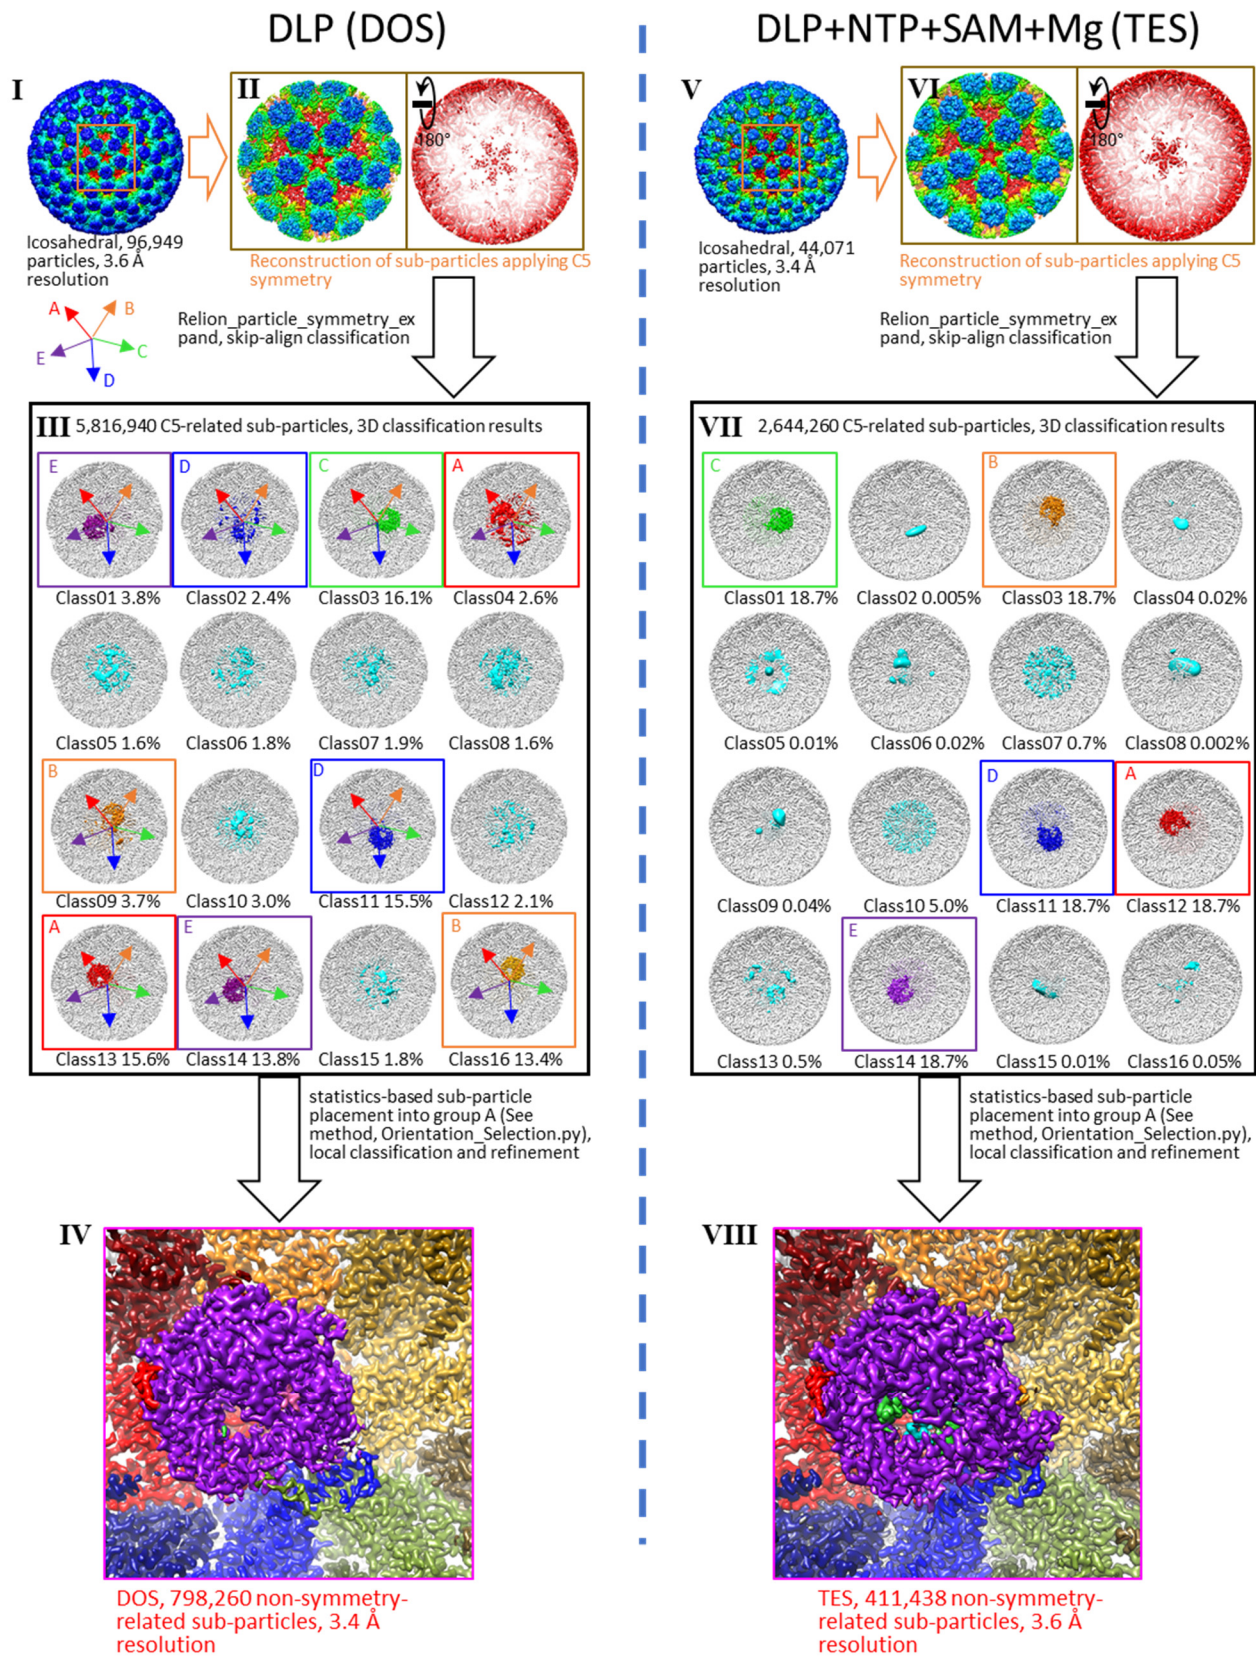 DLP (DOS)
I
II
180°
Icosahedral, 96,949
particles, 3.6 Å
resolution
Reconstruction of sub-particles applying C5
symmetry
A
B
C
D
E
Relion_particle_symmetry_ex
pand, skip-align classification
III 5,816,940 C5-related sub-particles, 3D classification results
E
D
C
A
Class01 3.8%
Class02 2.4%
Class03 16.1%
Class04 2.6%
Class05 1.6%
Class06 1.8%
Class07 1.9%
Class08 1.6%
B
D
Class09 3.7%
Class10 3.0%
Class11 15.5%
Class12 2.1%
A
E
B
Class13 15.6%
Class14 13.8%
Class15 1.8%
Class16 13.4%
statistics-based sub-particle
placement into group A (See
method, Orientation_Selection.py),
local classification and refinement
IV
DOS, 798,260 non-symmetry-
related sub-particles, 3.4 Å
resolution
DLP+NTP+SAM+Mg (TES)
V
VI
180°
Icosahedral, 44,071
particles, 3.4 Å
resolution
Reconstruction of sub-particles applying C5
symmetry
Relion_particle_symmetry_ex
pand, skip-align classification
VII 2,644,260 C5-related sub-particles, 3D classification results
C
B
Class01 18.7%
Class02 0.005%
Class03 18.7%
Class04 0.02%
Class05 0.01%
Class06 0.02%
Class07 0.7%
Class08 0.002%
D
A
Class09 0.04%
Class10 5.0%
Class11 18.7%
Class12 18.7%
E
Class13 0.5%
Class14 18.7%
Class15 0.01%
Class16 0.05%
statistics-based sub-particle
placement into group A (See
method, Orientation_Selection.py),
local classification and refinement
VIII
TES, 411,438 non-symmetry-
related sub-particles, 3.6 Å
resolution